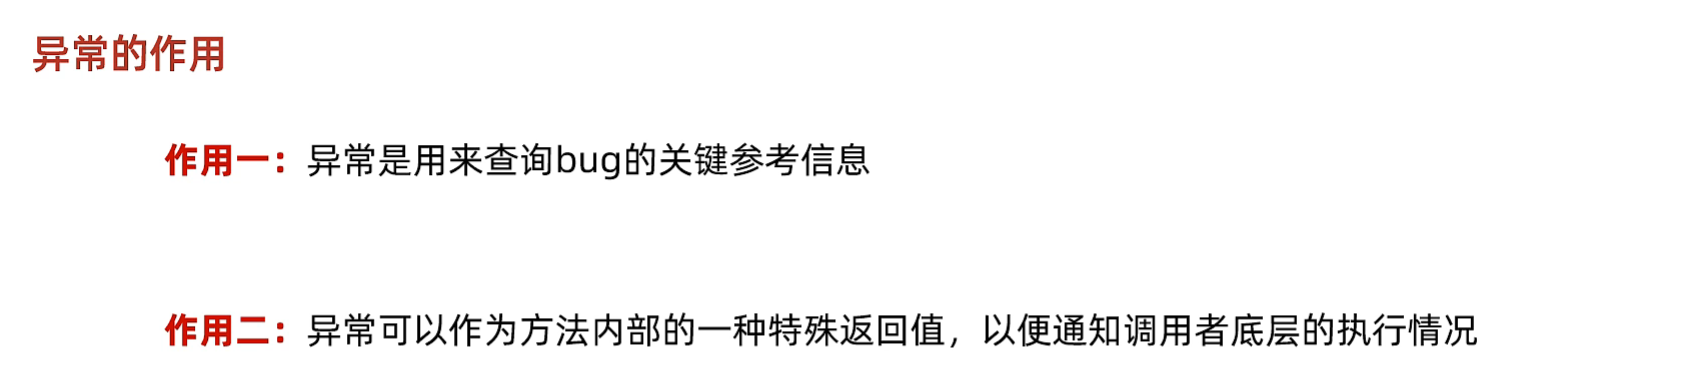 异常的作用
作用一：异常是用来查询bug的关键参考信息
作用二：异常可以作为方法内部的一种特殊返回值，以便通知调用者底层的执行情况